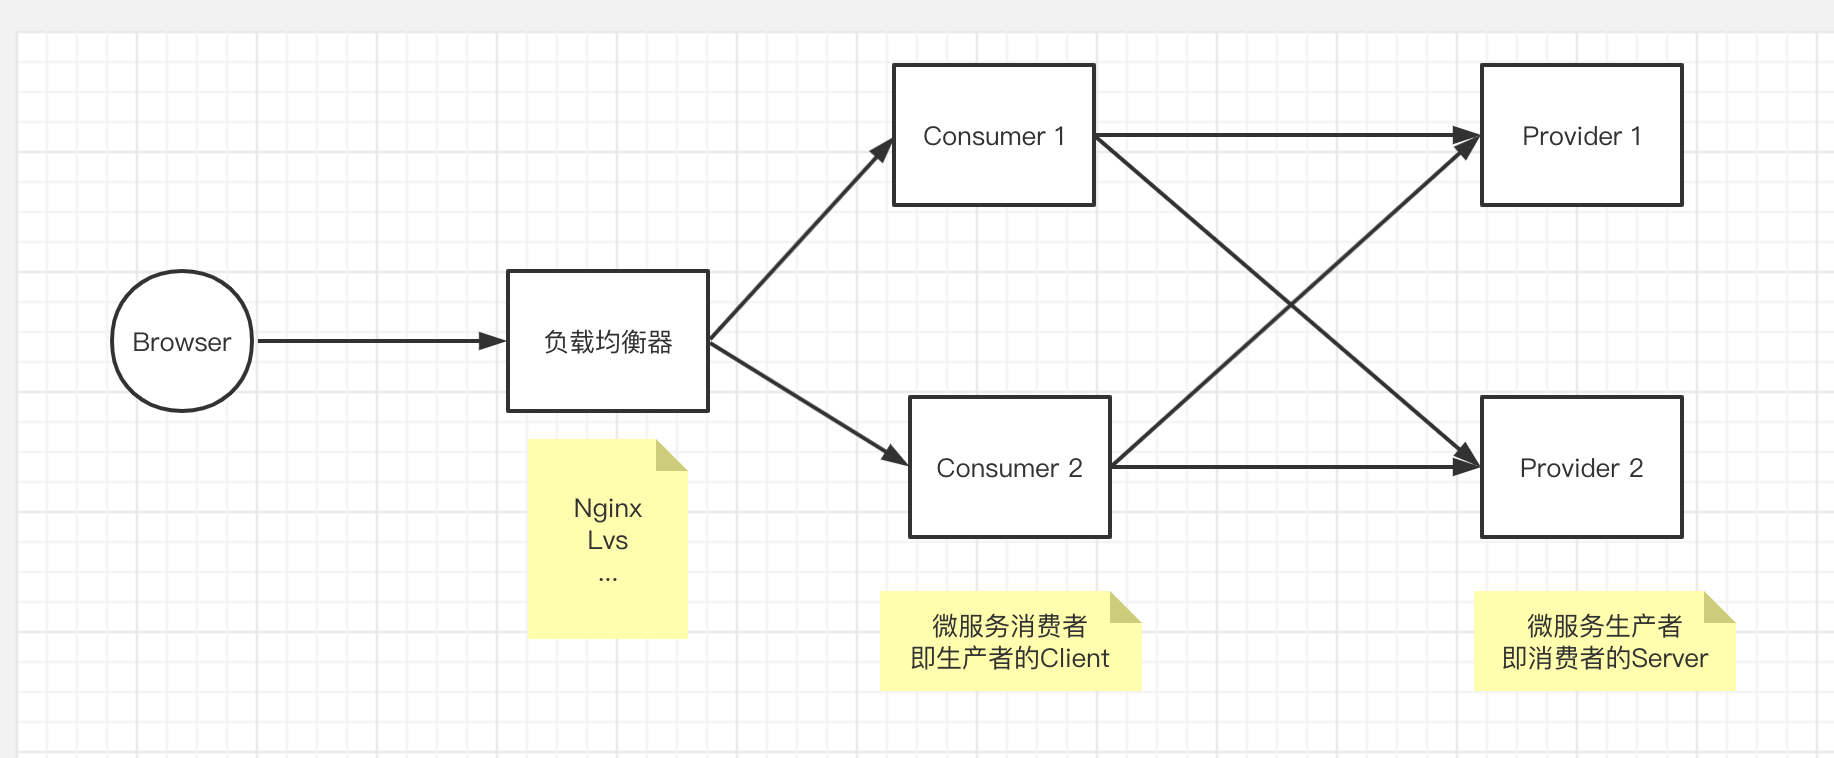 Browser
负载均衡器
Nginx
Lvs
...
Consumer 1
Consumer 2
微服务消费者
即生产者的Client
Provider 1
Provider 2
微服务生产者
即消费者的Server